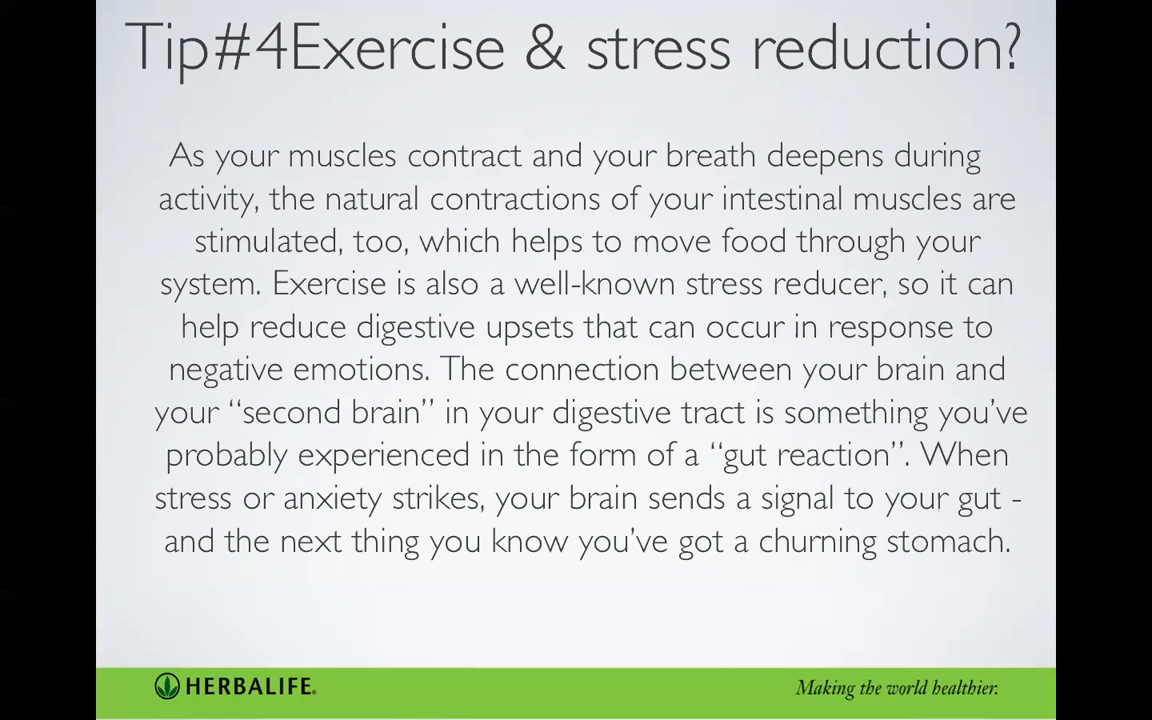 Tip#4Exercise & stress reduction?
As your muscles contract and your breath deepens during
activity, the natural contractions of your intestinal muscles are
stimulated, too, which helps to move food through your
system. Exercise is also a well-known stress reducer, so it can
help reduce digestive upsets that can occur in response to
negative emotions. The connection between your brain and
your “second brain” in your digestive tract is something you’ve
probably experienced in the form of a “gut reaction”. When
stress or anxiety strikes, your brain sends a signal to your gut -
and the next thing you know you’ve got a churning stomach.
HERBALIFE.
Making the world healthier.